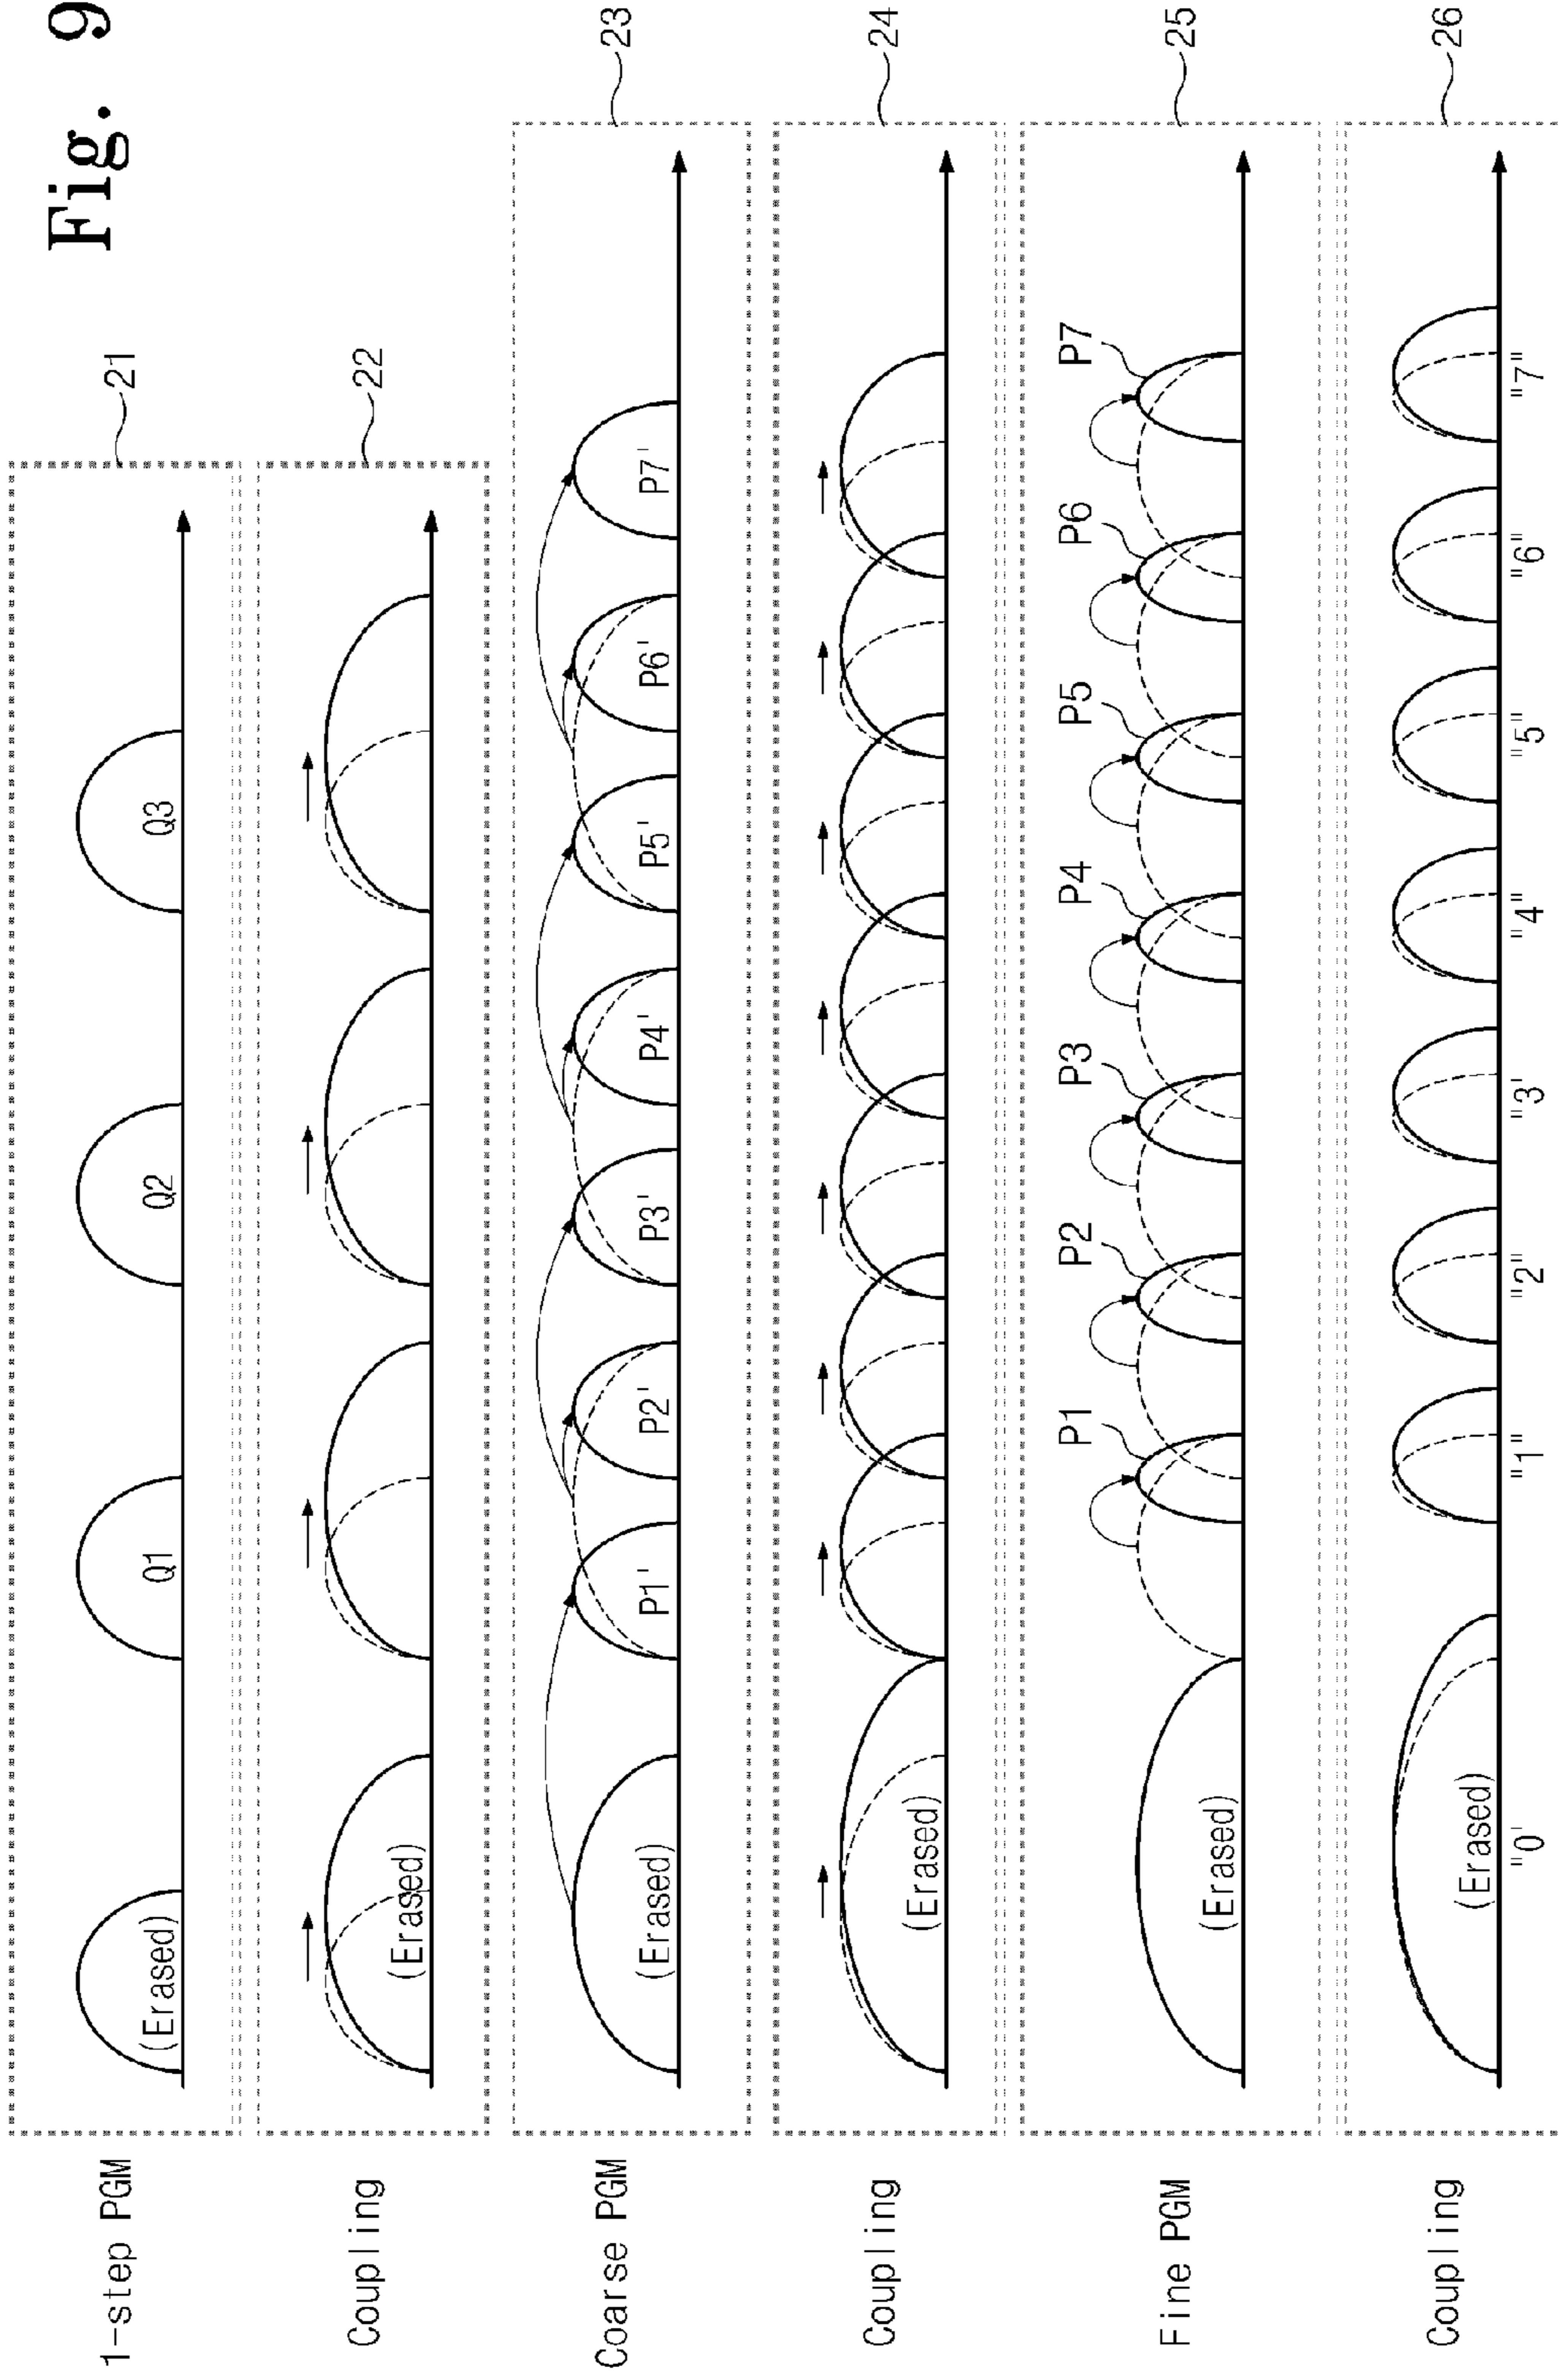 Fig. 9
1-step PGM
(Erased)
Q1
Q2
Q3
21
Coupling
(Erased)
22
Coarse PGM
(Erased)
P1'
P2'
P3'
P4'
P5'
P6'
P7'
23
Coupling
(Erased)
24
Fine PGM
(Erased)
P1
P2
P3
P4
P5
P6
P7
25
Coupling
(Erased)
"0"
"1"
"2"
"3"
"4"
"5"
"6"
"7"
26